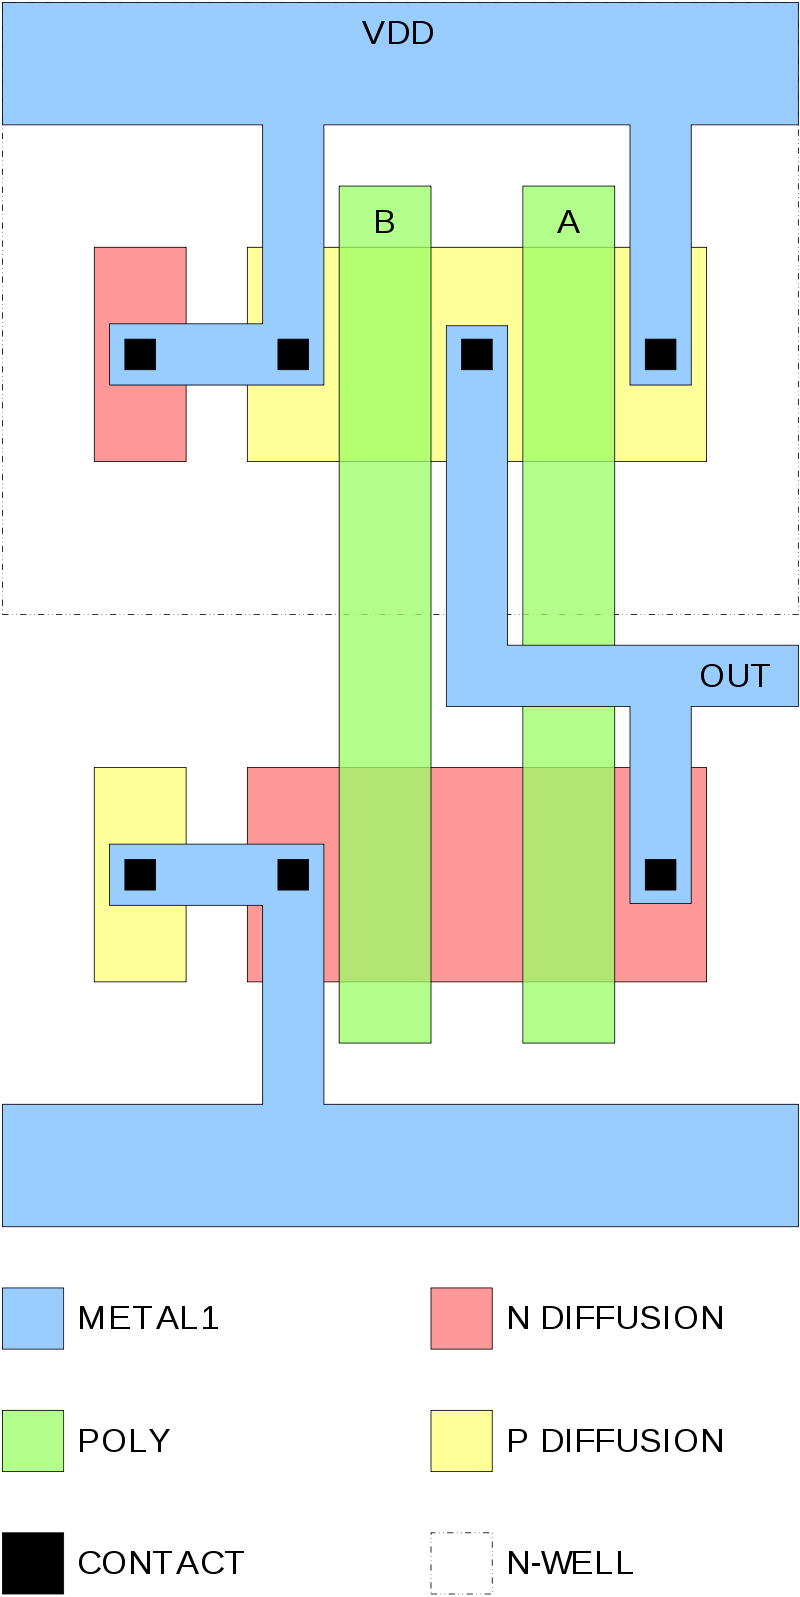 VDD
B
A
OUT
METAL1
N DIFFUSION
POLY
P DIFFUSION
CONTACT
N-WELL